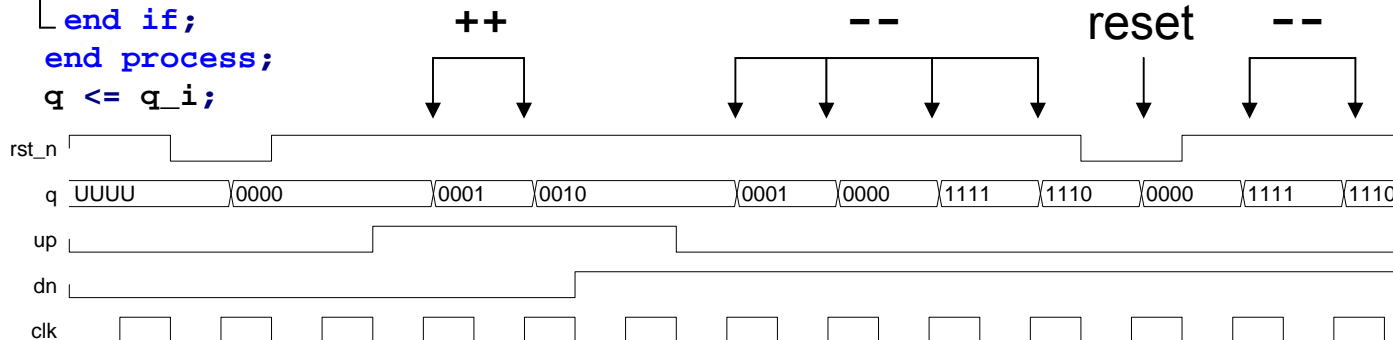 end if;
end process;
q <= q_i;
++ -- reset --
rst_n
q UUUU 0000 0001 0010 0001 0000 1111 1110 0000 1111 1110
up
dn
clk